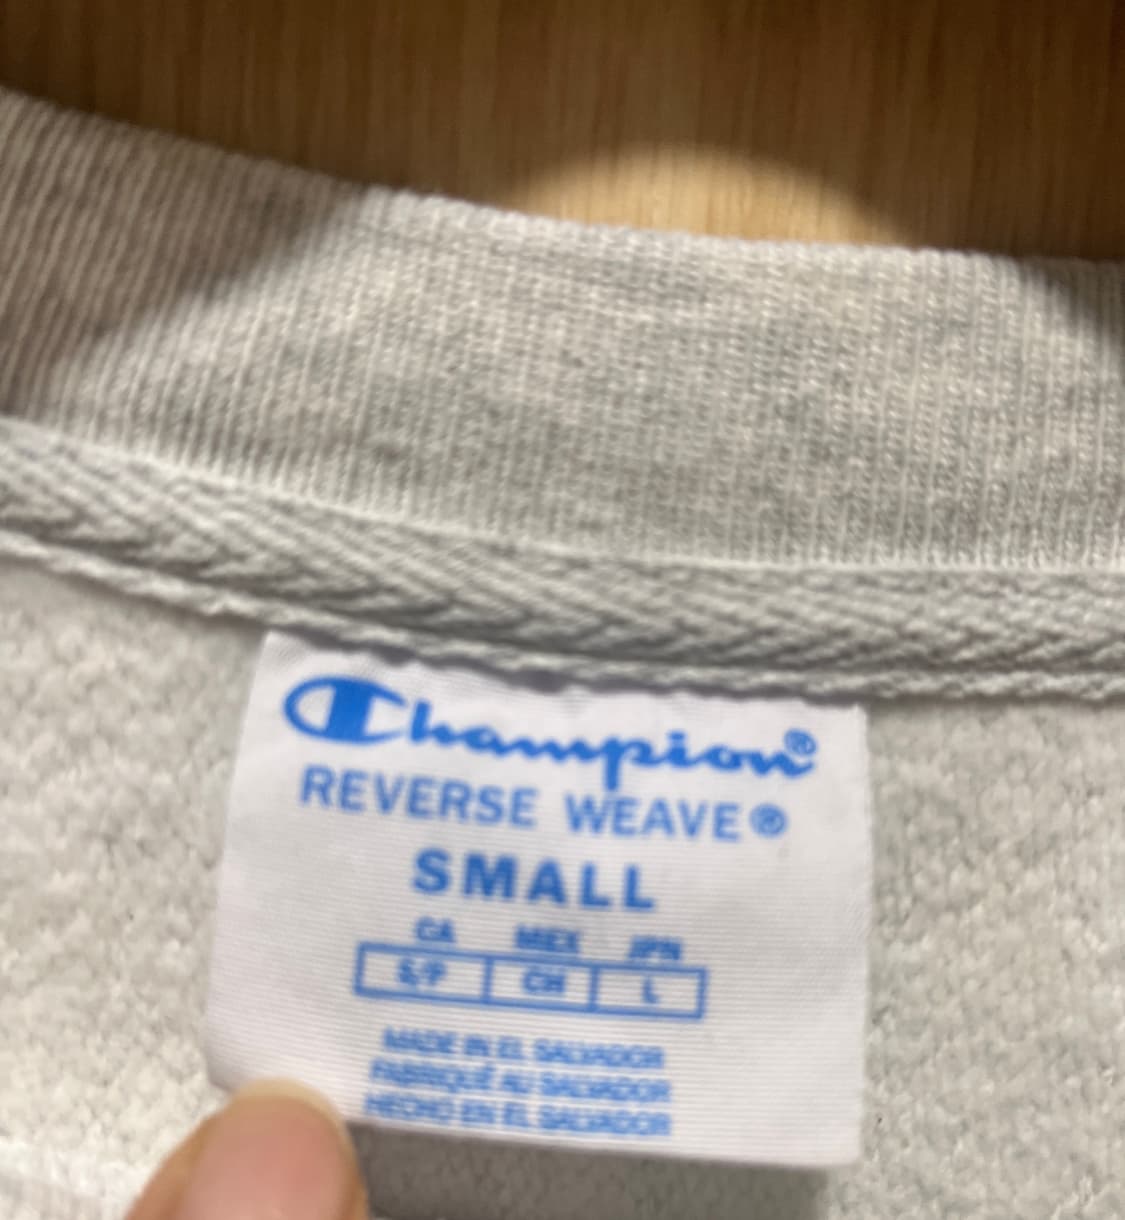 Champion®
REVERSE WEAVE®
SMALL
CA MEX JPN
S/P CH L
MADE IN EL SALVADOR
FABRIQUÉ AU SALVADOR
HECHO EN EL SALVADOR